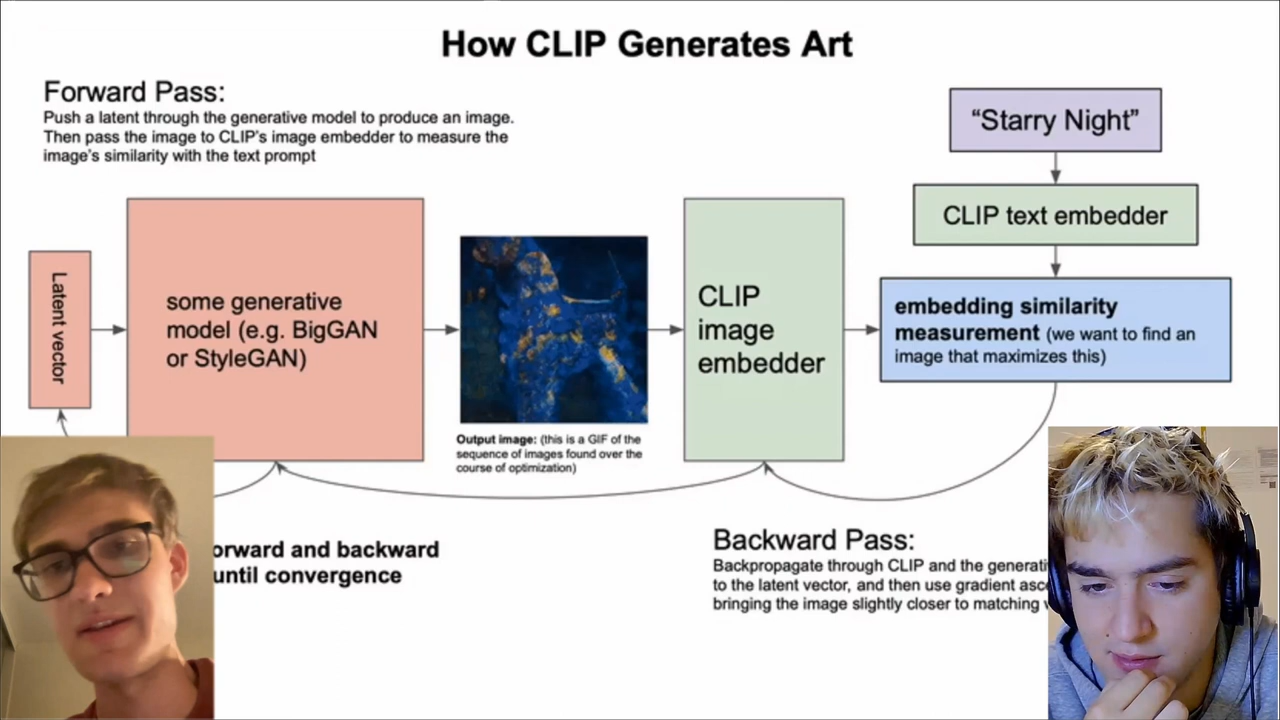 How CLIP Generates Art
Forward Pass:
Push a latent through the generative model to produce an image.
Then pass the image to CLIP's image embedder to measure the
image's similarity with the text prompt
"Starry Night"
CLIP text embedder
Latent vector
some generative
model (e.g. BigGAN
or StyleGAN)
CLIP
image
embedder
embedding similarity
measurement (we want to find an
image that maximizes this)
Output image: (this is a GIF of the
sequence of images found over the
course of optimization)
orward and backward
until convergence
Backward Pass:
Backpropagate through CLIP and the generati
to the latent vector, and then use gradient asce
bringing the image slightly closer to matching